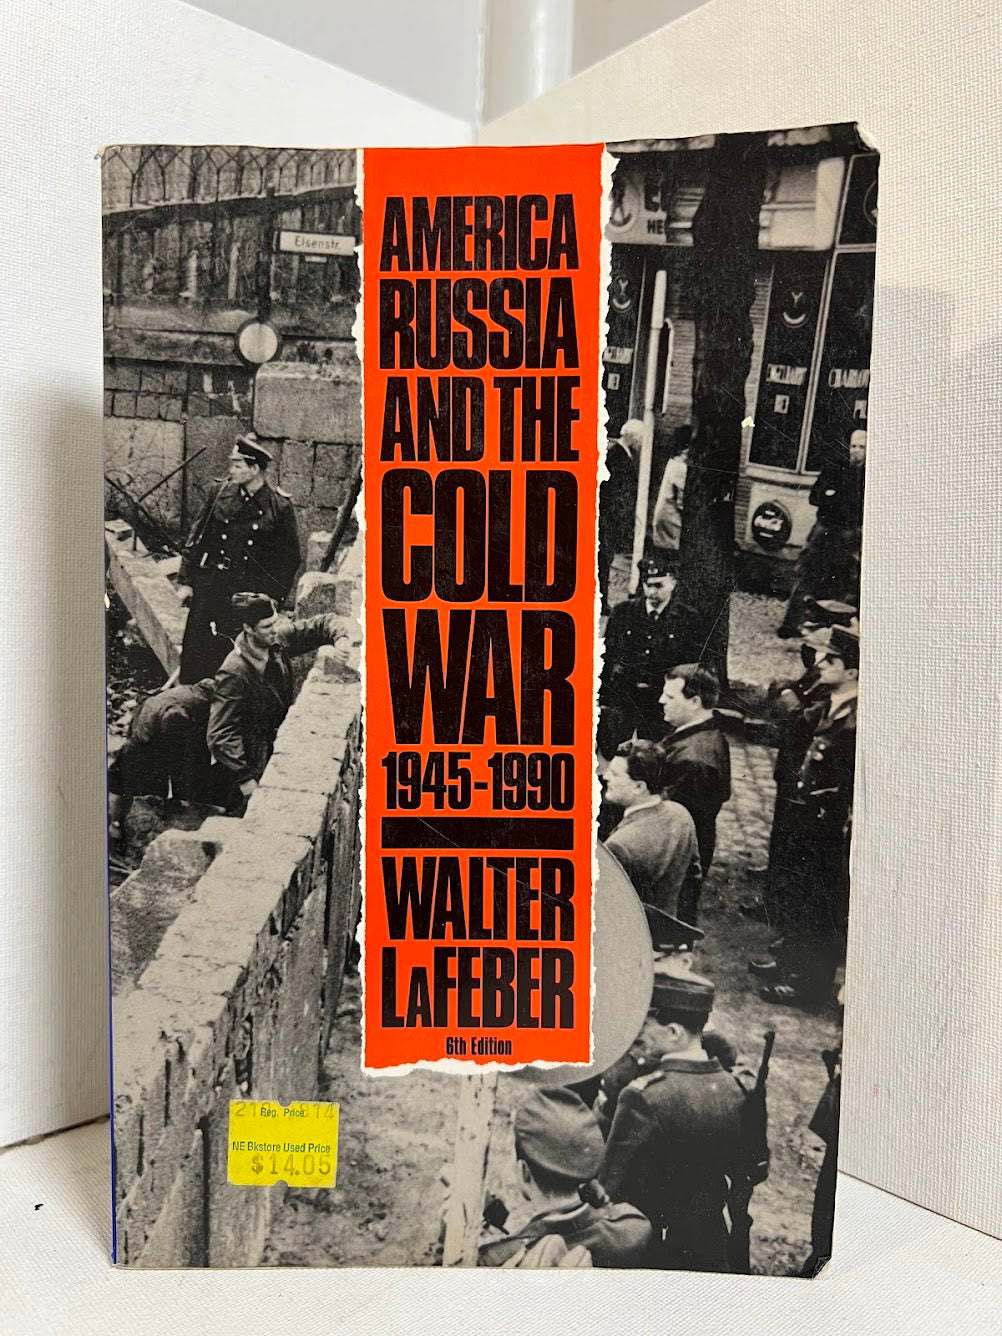 AMERICA
RUSSIA
AND THE
COLD
WAR
1945-1990
WALTER
LAFEBER
6th Edition
Elsenstr.
Reg. Price
NE Bkstore Used Price
$14.05